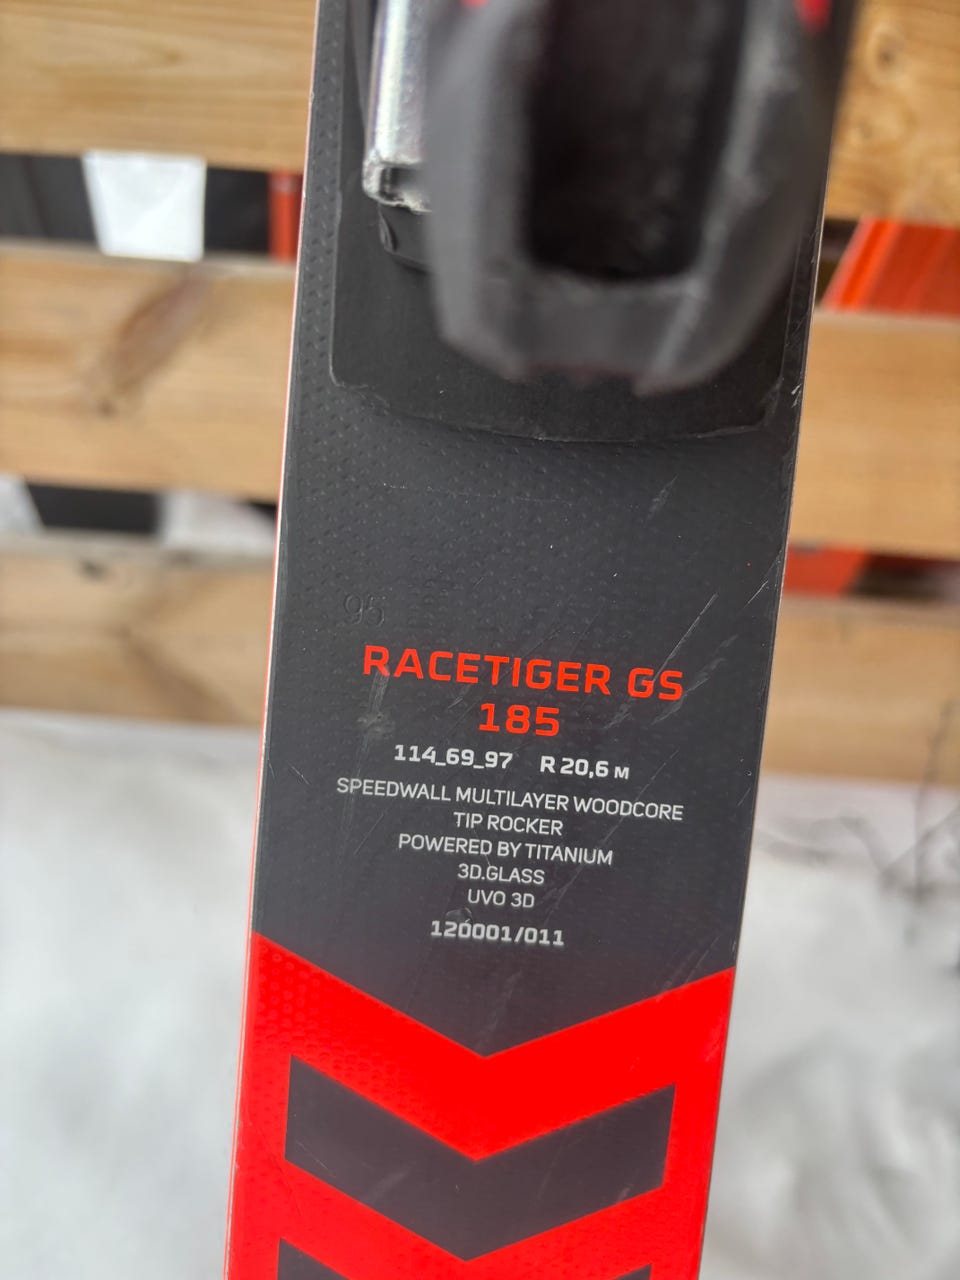 95
RACETIGER GS
185
114_69_97 R 20,6 M
SPEEDWALL MULTILAYER WOODCORE
TIP ROCKER
POWERED BY TITANIUM
3D.GLASS
UVO 3D
120001/011